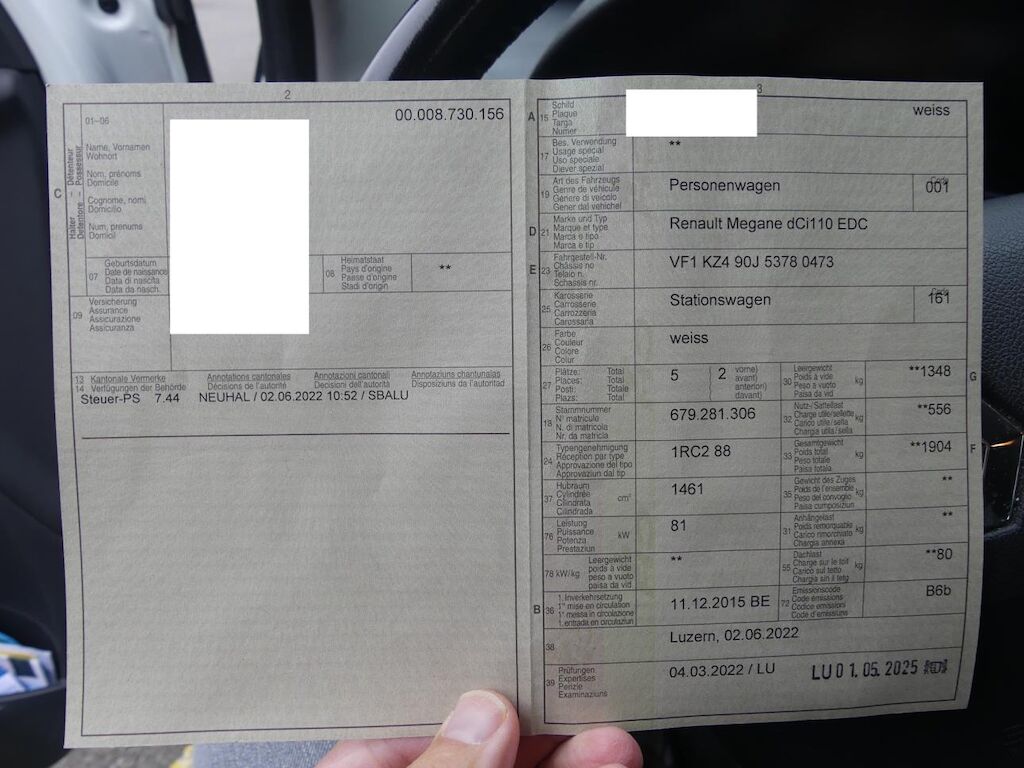 2
01–06
00.008.730.156
C
Halter – Détenteur
Detentore – Possessur
Name, Vornamen
Wohnort
Nom, prénoms
Domicile
Cognome, nomi
Domicilio
Num, prenums
Domicil
07
Geburtsdatum
Date de naissance
Data di nascita
Data da nasch.
08
Heimatstaat
Pays d'origine
Paese d'origine
Stadi d'origin
**
09
Versicherung
Assurance
Assicurazione
Assicuranza
13 Kantonale Vermerke Annotations cantonales Annotazioni cantonali Annotaziuns chantunalas
14 Verfügungen der Behörde Décisions de l'autorité Decisioni dell'autorità Disposiziuns da l'autoritad
Steuer-PS 7.44 NEUHAL / 02.06.2022 10:52 / SBALU
3
A 15
Schild
Plaque
Targa
Numer
weiss
17
Bes. Verwendung
Usage spécial
Uso speciale
Diever spezial
**
19
Art des Fahrzeugs
Genre de véhicule
Genere di veicolo
Gener dal vehichel
Personenwagen
Code
001
D 21
Marke und Typ
Marque et type
Marca e tipo
Marca e tip
Renault Megane dCi110 EDC
E 23
Fahrgestell-Nr.
Châssis no
Telaio n.
Schassis nr.
VF1 KZ4 90J 5378 0473
25
Karosserie
Carrosserie
Carrozzeria
Carossaria
Stationswagen
Code
161
26
Farbe
Couleur
Colore
Colur
weiss
27
Plätze: Total
Places: Total
Posti: Totale
Plazs: Total
5
2
vorne)
avant)
anteriori)
davant)
30
Leergewicht
Poids à vide
Peso a vuoto
Paisa da vid
kg
**1348
G
18
Stammnummer
N° matricule
N. di matricola
Nr. da matricla
679.281.306
32
Nutz-/Sattellast
Charge utile/sellette
Carico utile/sella
Chargia utila/sella
kg
**556
24
Typengenehmigung
Réception par type
Approvazione del tipo
Approvaziun dal tip
1RC2 88
33
Gesamtgewicht
Poids total
Peso totale
Paisa totala
kg
**1904
F
37
Hubraum
Cylindrée
Cilindrata
Cilindrada
cm³
1461
35
Gewicht des Zuges
Poids de l'ensemble
Peso del convoglio
Paisa cumposiziun
kg
**
76
Leistung
Puissance
Potenza
Prestaziun
kW
81
31
Anhängelast
Poids remorquable
Carico rimorchiato
Chargia annexa
kg
**
78 kW/kg
Leergewicht
poids à vide
peso a vuoto
paisa da vid
**
55
Dachlast
Charge sur le toit
Carico sul tetto
Chargia sin il tetg
kg
**80
B 36
1. Inverkehrsetzung
1re mise en circulation
1a messa in circolazione
1. entrada en circulaziun
11.12.2015 BE
72
Emissionscode
Code émissions
Codice emissioni
Code d'emissiuns
B6b
38
Luzern, 02.06.2022
39
Prüfungen
Expertises
Perizie
Examinaziuns
04.03.2022 / LU
LU 0 1. 05. 2025